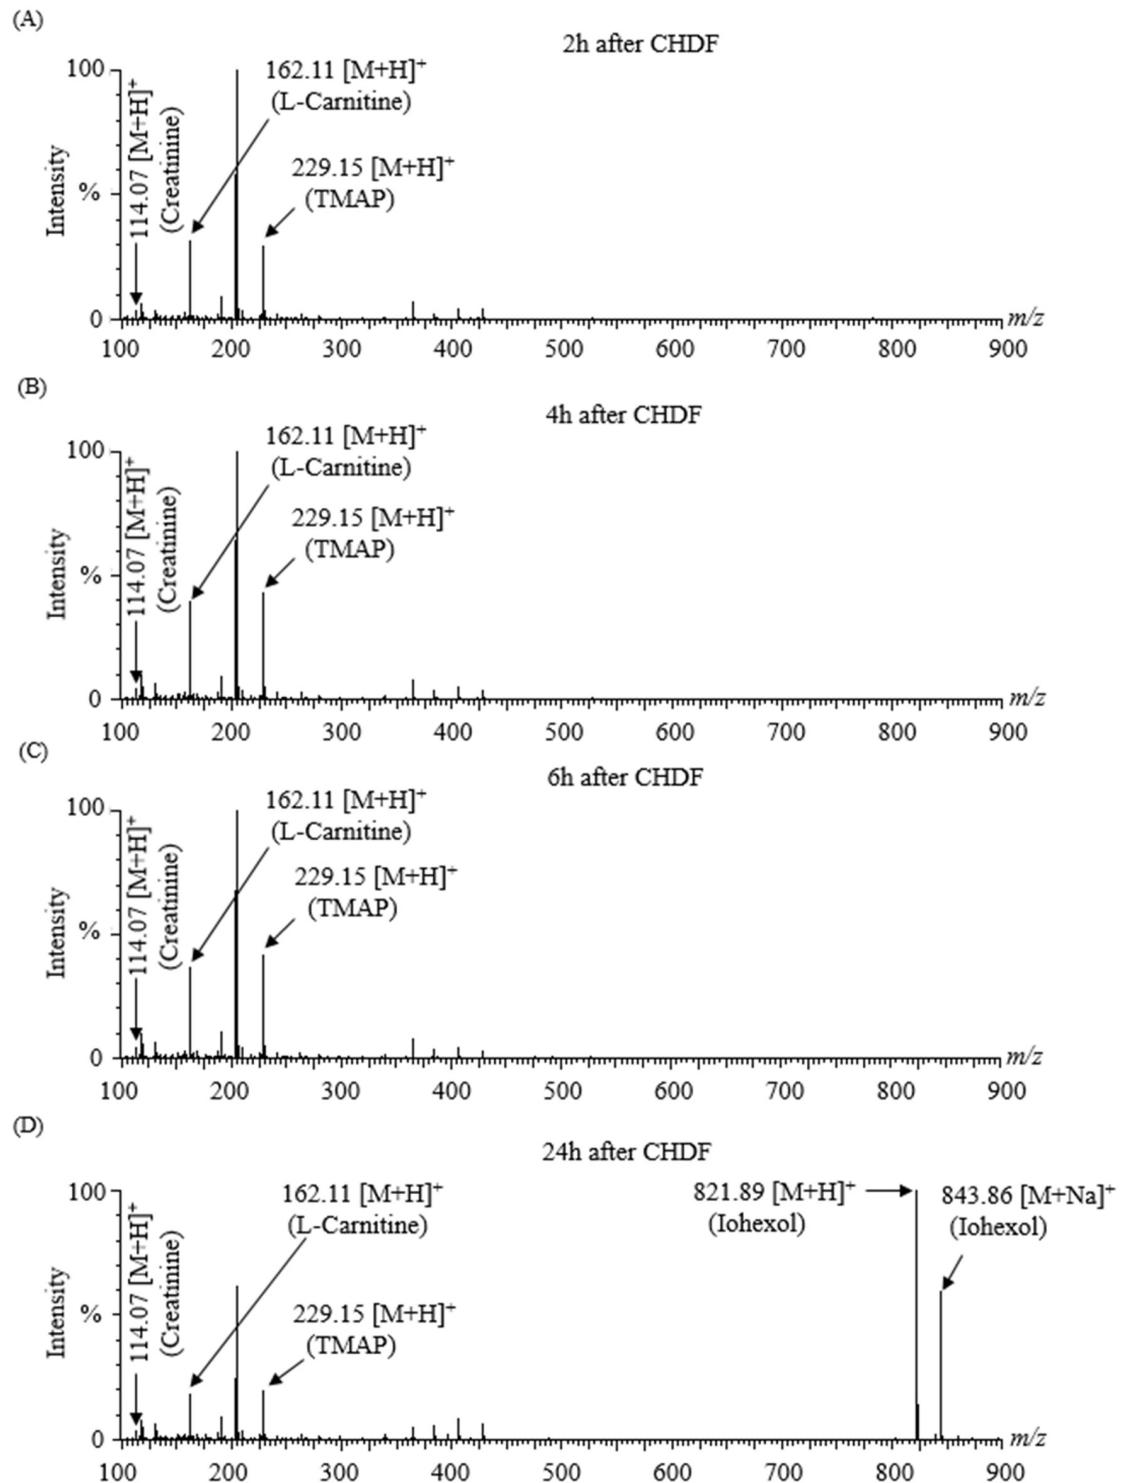 (A)
2h after CHDF
100
162.11 [M+H]⁺
(L-Carnitine)
229.15 [M+H]⁺
(TMAP)
114.07 [M+H]⁺
(Creatinine)
Intensity
%
0
m/z
100 200 300 400 500 600 700 800 900
(B)
4h after CHDF
100
162.11 [M+H]⁺
(L-Carnitine)
229.15 [M+H]⁺
(TMAP)
114.07 [M+H]⁺
(Creatinine)
Intensity
%
0
m/z
100 200 300 400 500 600 700 800 900
(C)
6h after CHDF
100
162.11 [M+H]⁺
(L-Carnitine)
229.15 [M+H]⁺
(TMAP)
114.07 [M+H]⁺
(Creatinine)
Intensity
%
0
m/z
100 200 300 400 500 600 700 800 900
(D)
24h after CHDF
100
162.11 [M+H]⁺
(L-Carnitine)
229.15 [M+H]⁺
(TMAP)
821.89 [M+H]⁺
(Iohexol)
843.86 [M+Na]⁺
(Iohexol)
114.07 [M+H]⁺
(Creatinine)
Intensity
%
0
m/z
100 200 300 400 500 600 700 800 900